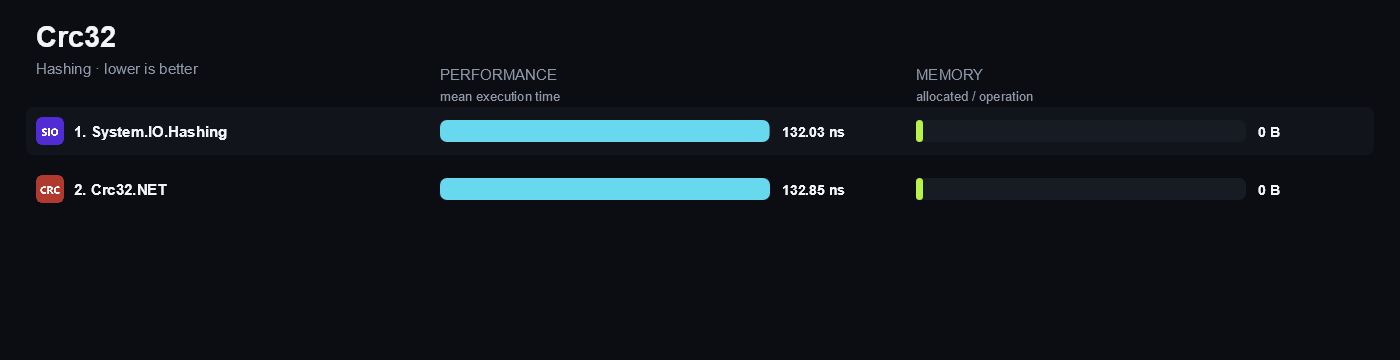 Crc32
Hashing · lower is better
PERFORMANCE
mean execution time
MEMORY
allocated / operation
SIO 1. System.IO.Hashing 132.03 ns 0 B
CRC 2. Crc32.NET 132.85 ns 0 B